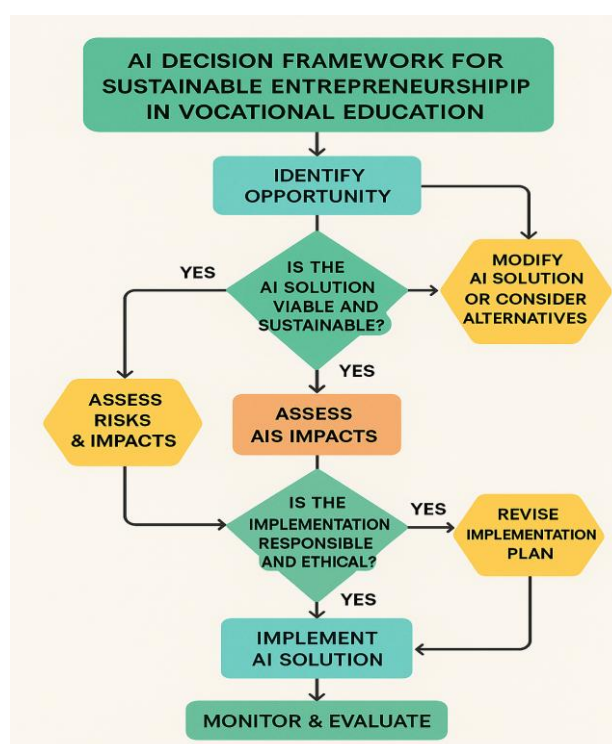 AI DECISION FRAMEWORK FOR
SUSTAINABLE ENTREPRENEURSHIPIP
IN VOCATIONAL EDUCATION
IDENTIFY
OPPORTUNITY
YES
IS THE
AI SOLUTION
VIABLE AND
SUSTAINABLE?
MODIFY
AI SOLUTION
OR CONSIDER
ALTERNATIVES
YES
ASSESS
RISKS
& IMPACTS
ASSESS
AIS IMPACTS
IS THE
IMPLEMENTATION
RESPONSIBLE
AND ETHICAL?
YES
REVISE
IMPLEMENTATION
PLAN
YES
IMPLEMENT
AI SOLUTION
MONITOR & EVALUATE